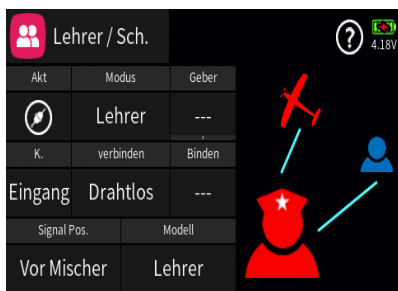 Lehrer / Sch.
?
4.18V
Akt Modus Geber
Lehrer ---
K. verbinden Binden
Eingang Drahtlos ---
Signal Pos. Modell
Vor Mischer Lehrer